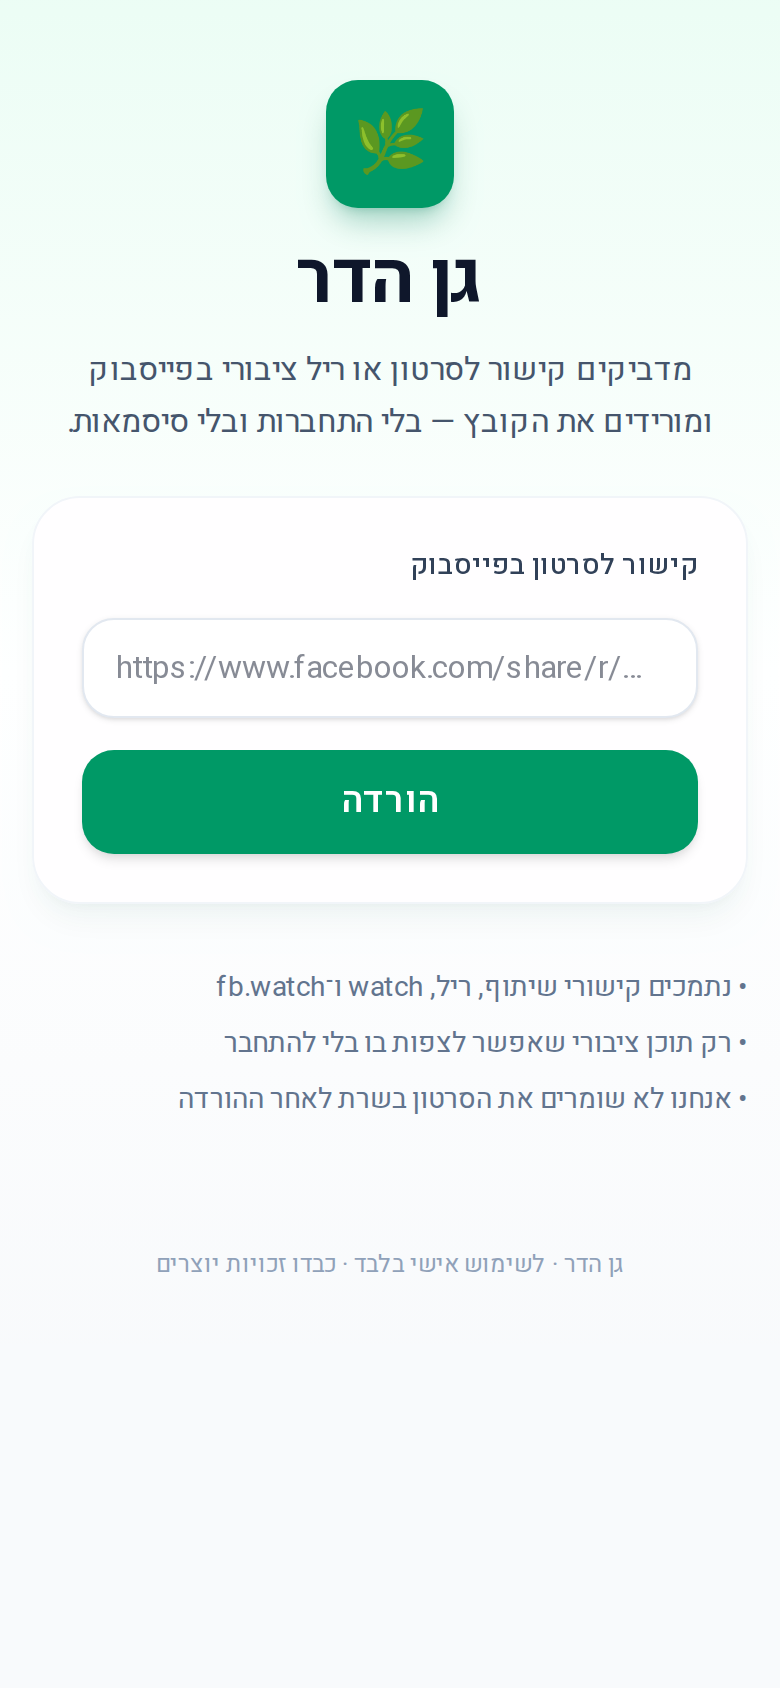 גן הדר
מדביקים קישור לסרטון או ריל ציבורי בפייסבוק
ומורידים את הקובץ — בלי התחברות ובלי סיסמאות.
קישור לסרטון בפייסבוק
https://www.facebook.com/share/r/...
הורדה
• נתמכים קישורי שיתוף, ריל, watch ו־fb.watch
• רק תוכן ציבורי שאפשר לצפות בו בלי להתחבר
• אנחנו לא שומרים את הסרטון בשרת לאחר ההורדה
גן הדר · לשימוש אישי בלבד · כבדו זכויות יוצרים